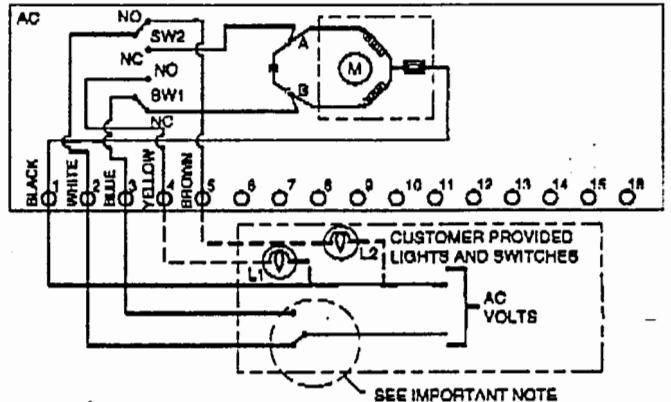 AC
NO
SW2
NC
NO
SW1
NC
A
B
M
BLACK
WHITE
BLUE
YELLOW
BROWN
1 2 3 4 5 6 7 8 9 10 11 12 13 14 15 16
L1
L2
CUSTOMER PROVIDED
LIGHTS AND SWITCHES
AC
VOLTS
SEE IMPORTANT NOTE